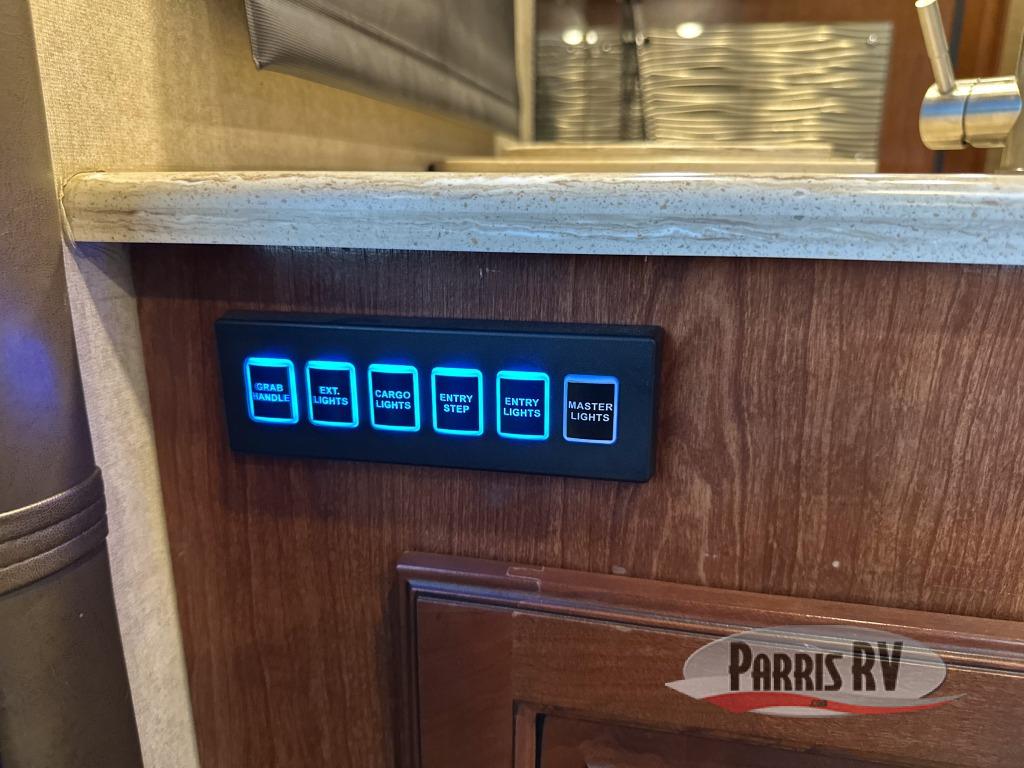 GRAB
HANDLE
EXT.
LIGHTS
CARGO
LIGHTS
ENTRY
STEP
ENTRY
LIGHTS
MASTER
LIGHTS
PARRIS RV